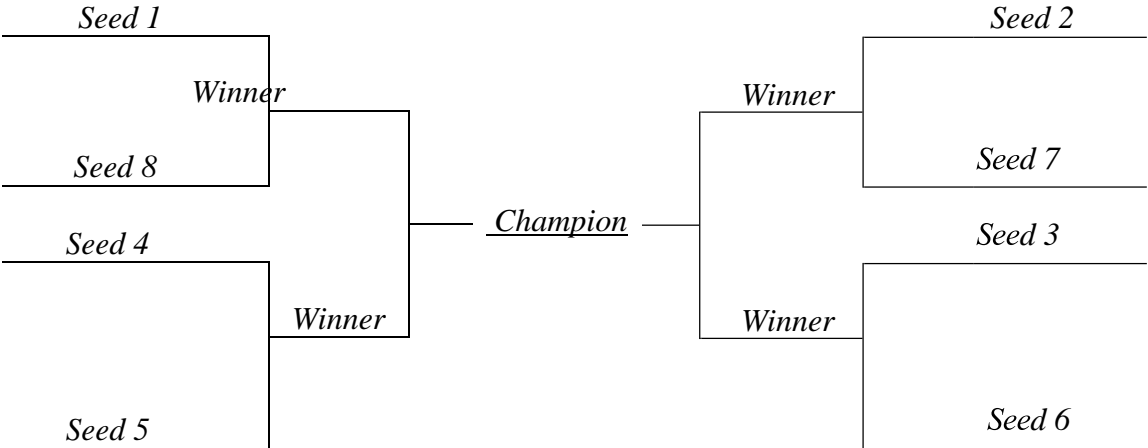 Seed 1
Seed 2
Winner
Winner
Seed 8
Seed 7
Champion
Seed 4
Seed 3
Winner
Winner
Seed 5
Seed 6